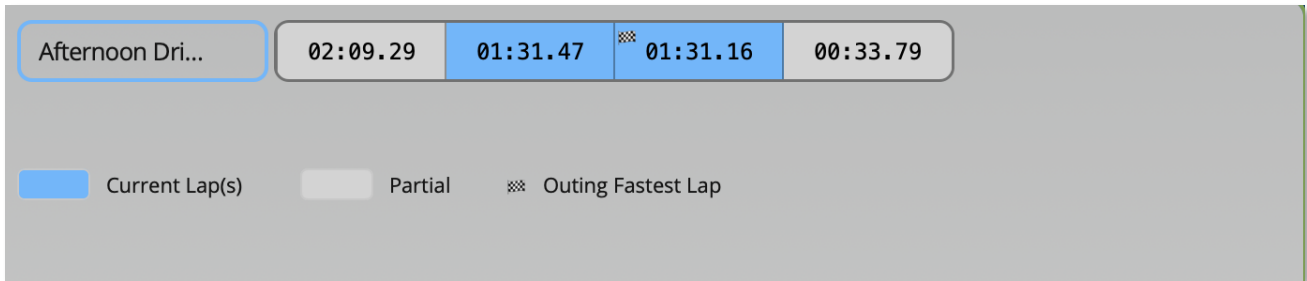 Afternoon Dri... 02:09.29 01:31.47 01:31.16 00:33.79
Current Lap(s) Partial Outing Fastest Lap